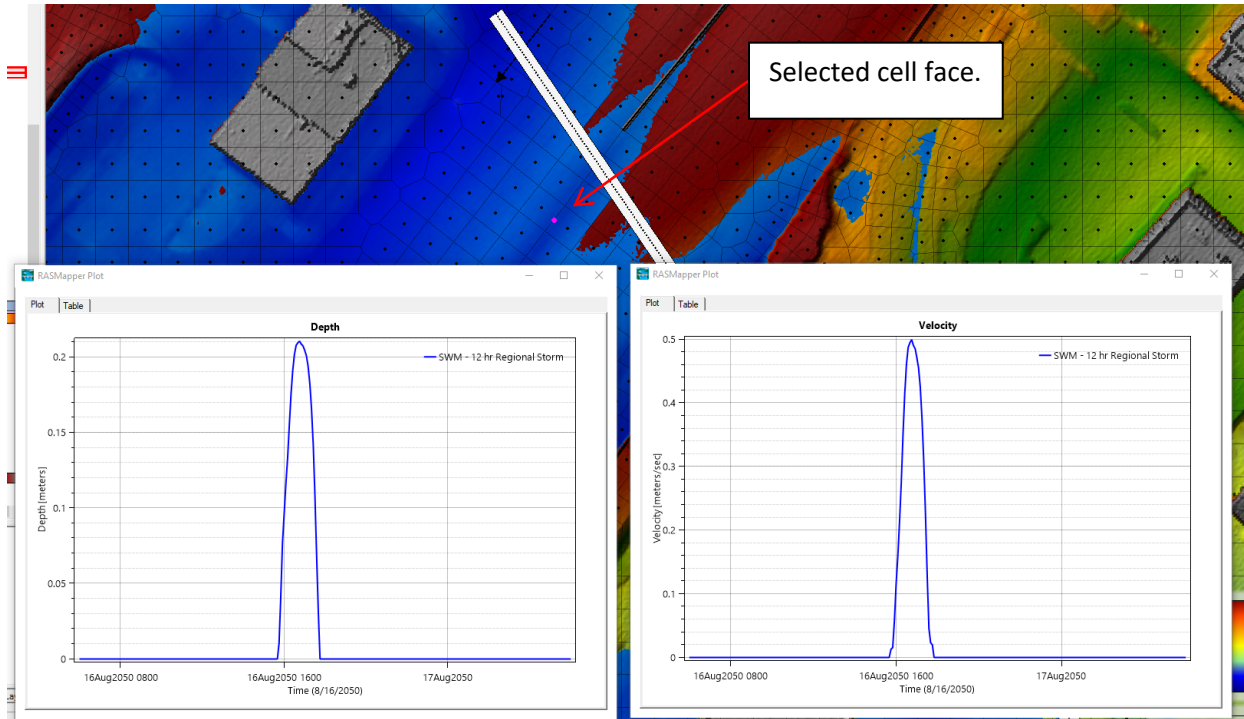 Selected cell face.
RASMapper Plot
Plot
Table
Depth
SWM - 12 hr Regional Storm
0.2
0.15
0.1
0.05
0
Depth [meters]
16Aug2050 0800
16Aug2050 1600
17Aug2050
Time (8/16/2050)
RASMapper Plot
Plot
Table
Velocity
SWM - 12 hr Regional Storm
0.5
0.4
0.3
0.2
0.1
0
Velocity [meters/sec]
16Aug2050 0800
16Aug2050 1600
17Aug2050
Time (8/16/2050)